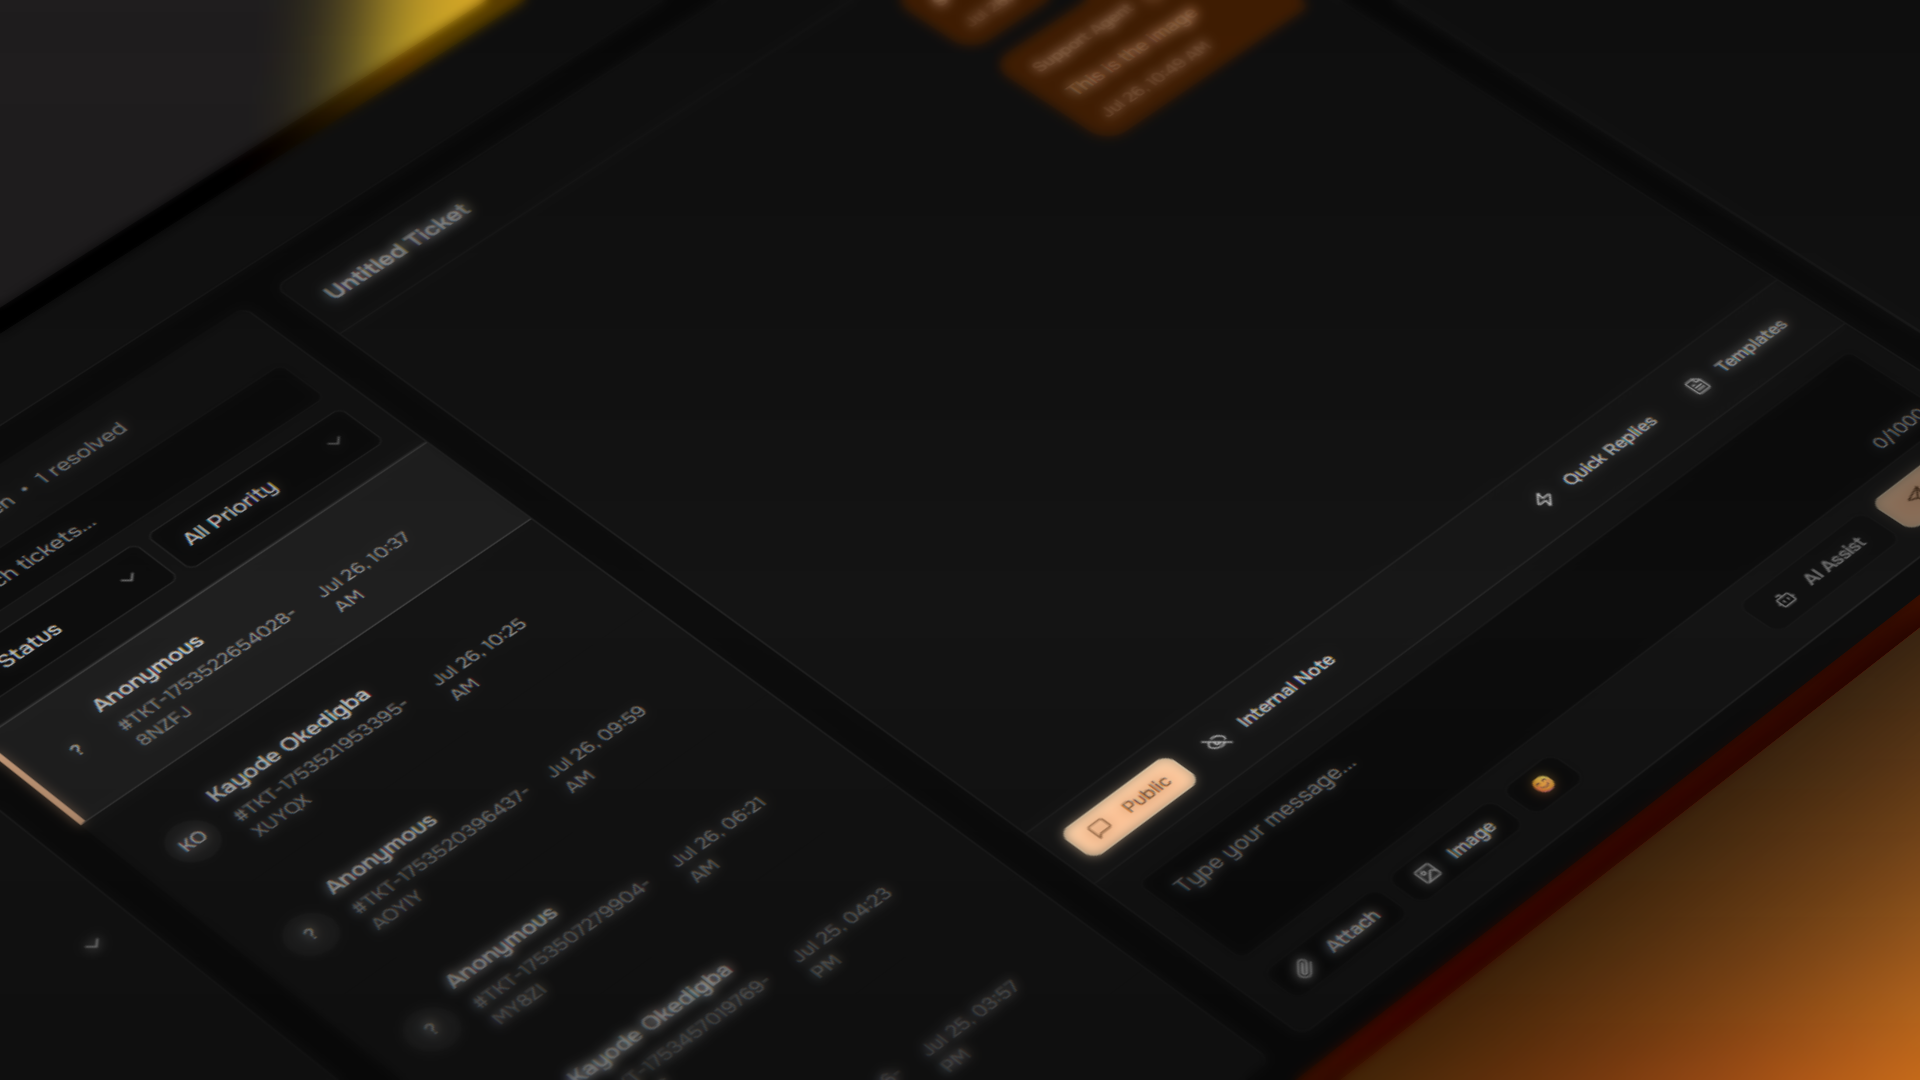 1 resolved
tickets...
Status
All Priority
?
Anonymous
#TKT-1753522654028-
8NZFJ
Jul 26, 10:37
AM
KO
Kayode Okedigba
#TKT-1753521953395-
XUYQX
Jul 26, 10:25
AM
?
Anonymous
#TKT-1753520396437-
AOYIY
Jul 26, 09:59
AM
?
Anonymous
#TKT-1753507279904-
MY8ZI
Jul 26, 06:21
AM
Kayode Okedigba
#TKT-1753457019769-
Jul 25, 04:23
PM
Jul 25, 03:57
PM
Untitled Ticket
Support Agent
This is the image
Jul 26, 10:48 AM
Public
Internal Note
Quick Replies
Templates
Type your message...
0/1000
Attach
Image
AI Assist